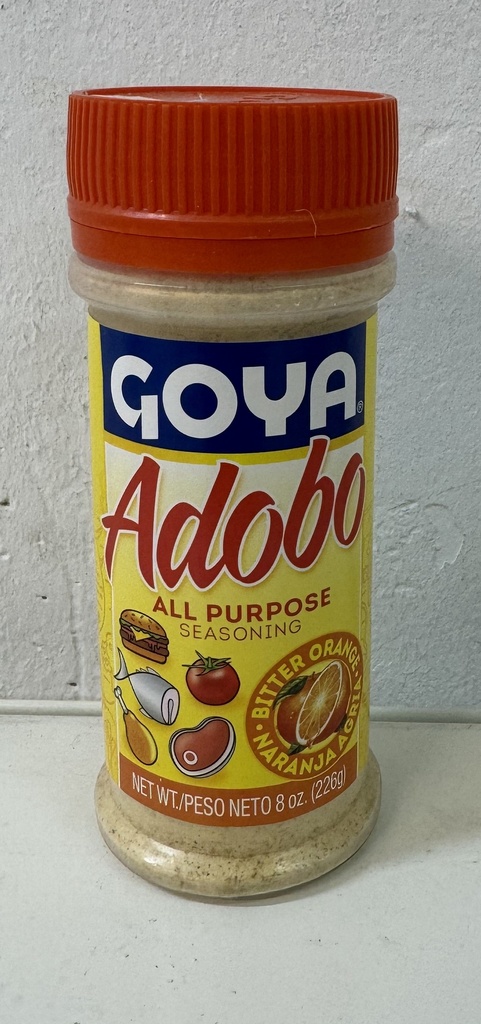 GOYA®
Adobo
ALL PURPOSE
SEASONING
• BITTER ORANGE •
NARANJA AGRIA
NET WT./PESO NETO 8 oz. (226g)